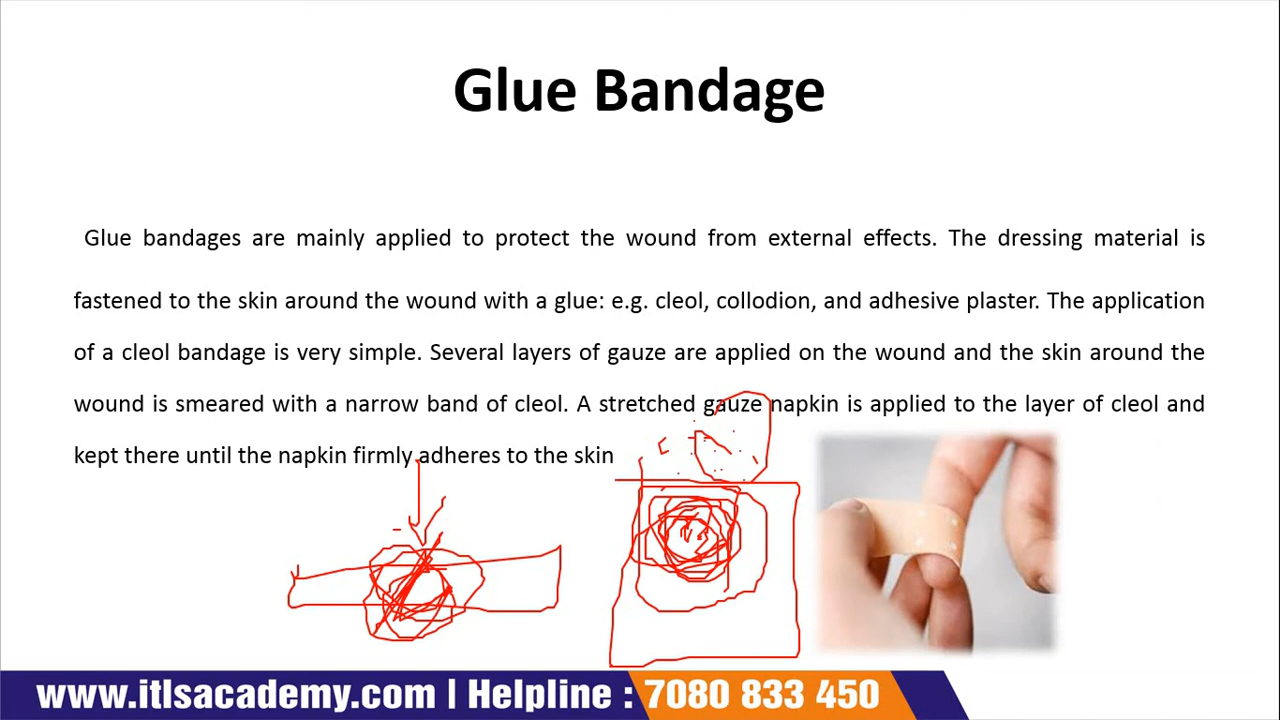 Glue Bandage
Glue bandages are mainly applied to protect the wound from external effects. The dressing material is
fastened to the skin around the wound with a glue: e.g. cleol, collodion, and adhesive plaster. The application
of a cleol bandage is very simple. Several layers of gauze are applied on the wound and the skin around the
wound is smeared with a narrow band of cleol. A stretched gauze napkin is applied to the layer of cleol and
kept there until the napkin firmly adheres to the skin
www.itlsacademy.com | Helpline : 7080 833 450